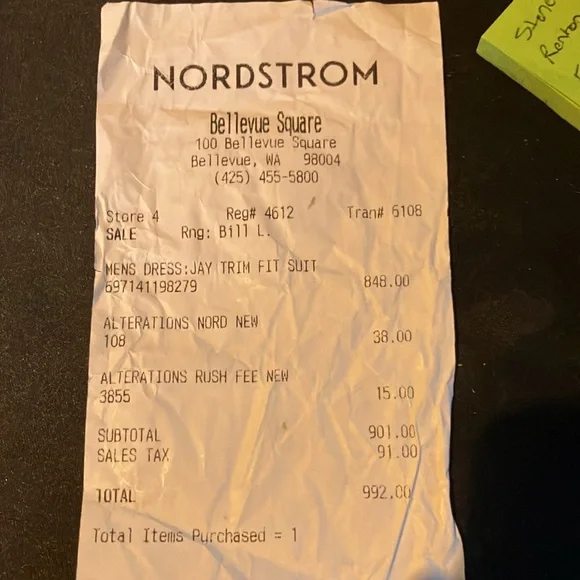 NORDSTROM
Bellevue Square
100 Bellevue Square
Bellevue, WA 98004
(425) 455-5800
Store 4 Reg# 4612 Tran# 6108
SALE Rng: Bill L.
MENS DRESS:JAY TRIM FIT SUIT
697141198279 848.00
ALTERATIONS NORD NEW
108 38.00
ALTERATIONS RUSH FEE NEW
3855 15.00
SUBTOTAL 901.00
SALES TAX 91.00
TOTAL 992.00
Total Items Purchased = 1